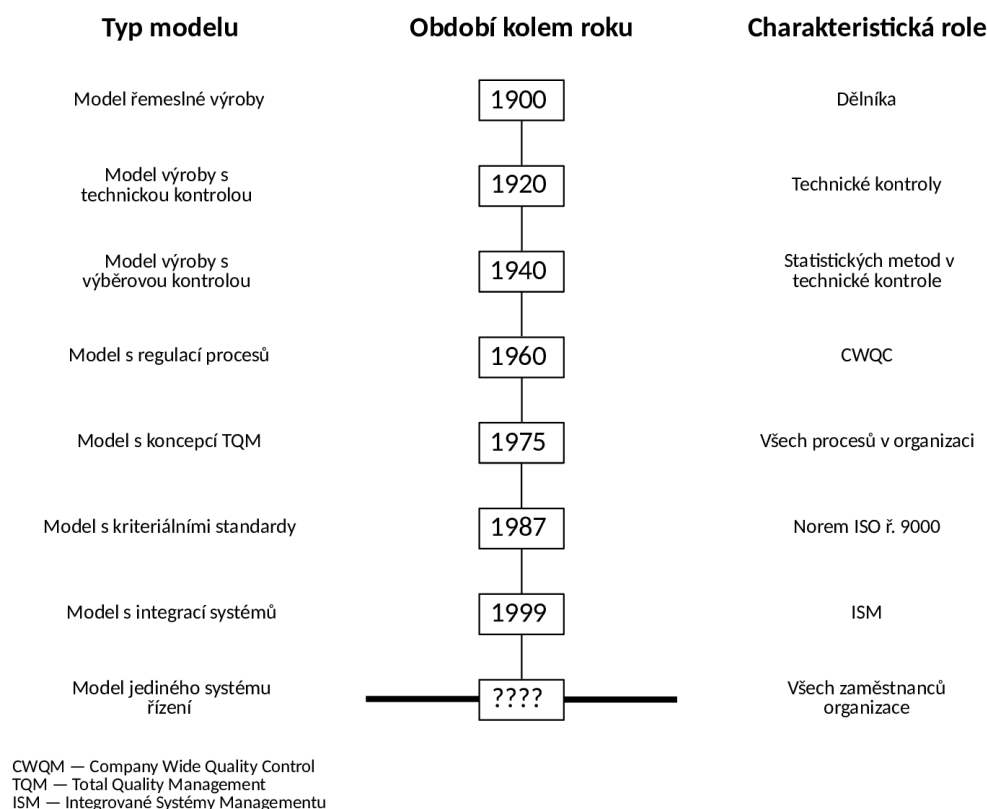 Typ modelu
Období kolem roku
Charakteristická role
Model řemeslné výroby
1900
Dělníka
Model výroby s
technickou kontrolou
1920
Technické kontroly
Model výroby s
výběrovou kontrolou
1940
Statistických metod v
technické kontrole
Model s regulací procesů
1960
CWQC
Model s koncepcí TQM
1975
Všech procesů v organizaci
Model s kriteriálními standardy
1987
Norem ISO ř. 9000
Model s integrací systémů
1999
ISM
Model jediného systému
řízení
????
Všech zaměstnanců
organizace
CWQM — Company Wide Quality Control
TQM — Total Quality Management
ISM — Integrované Systémy Managementu